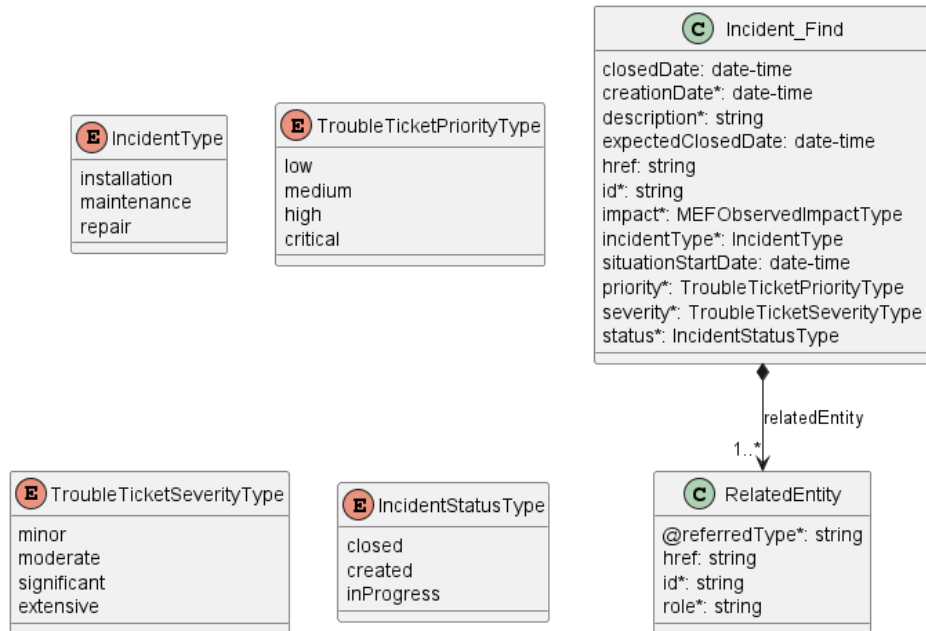 C Incident_Find
closedDate: date-time
creationDate*: date-time
description*: string
expectedClosedDate: date-time
href: string
id*: string
impact*: MEFObservedImpactType
incidentType*: IncidentType
situationStartDate: date-time
priority*: TroubleTicketPriorityType
severity*: TroubleTicketSeverityType
status*: IncidentStatusType
E IncidentType
installation
maintenance
repair
E TroubleTicketPriorityType
low
medium
high
critical
relatedEntity
1..*
E TroubleTicketSeverityType
minor
moderate
significant
extensive
E IncidentStatusType
closed
created
inProgress
C RelatedEntity
@referredType*: string
href: string
id*: string
role*: string